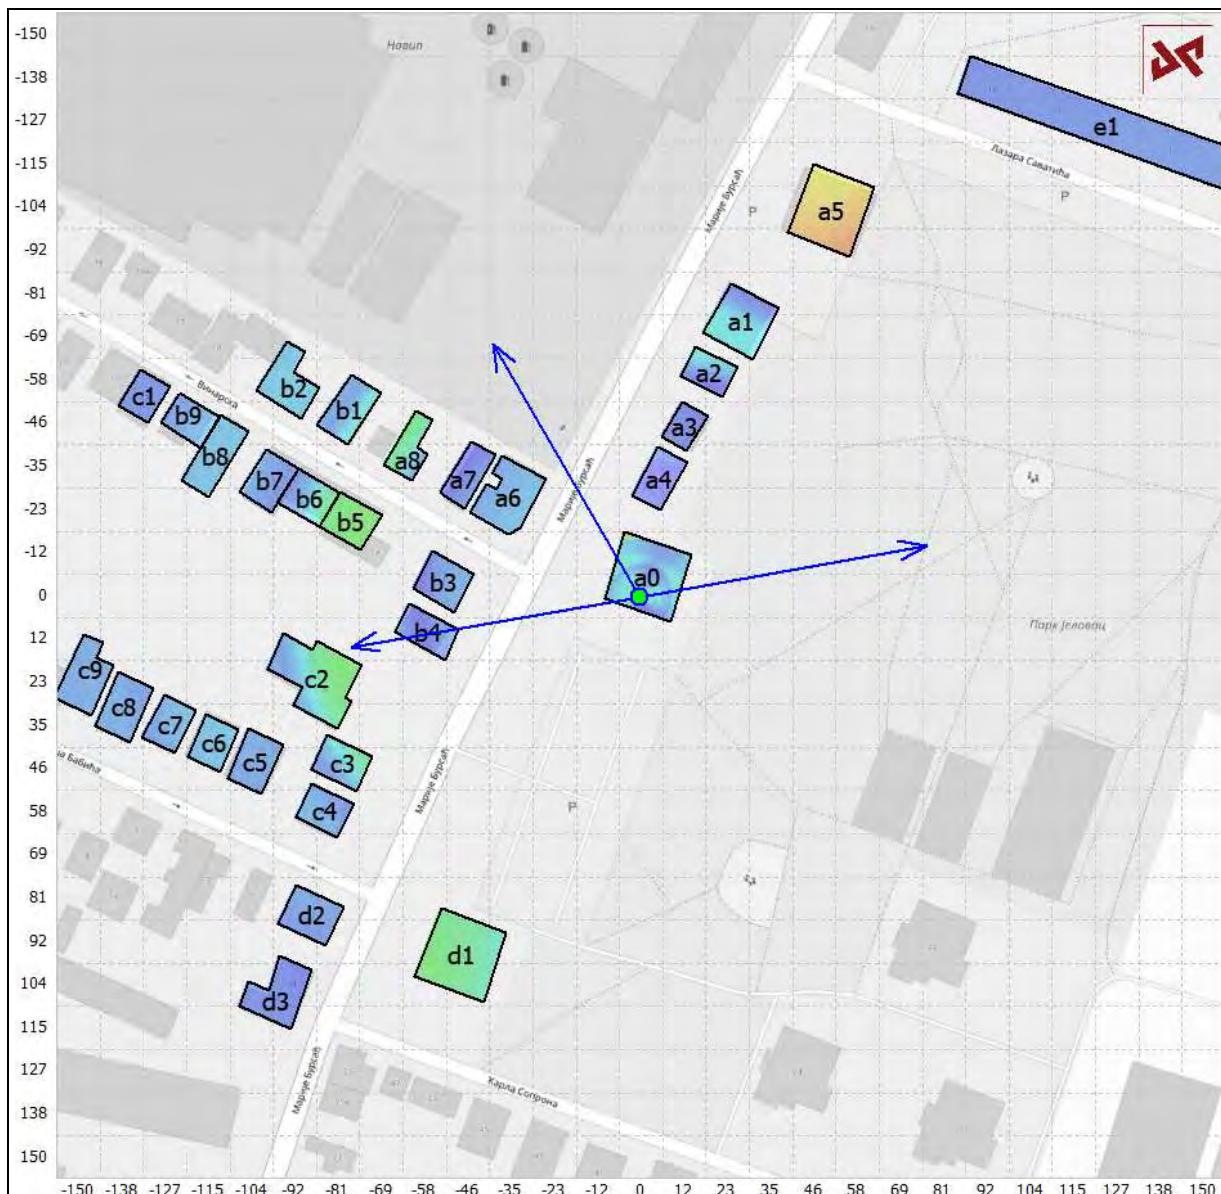 -150
-138
-127
-115
-104
-92
-81
-69
-58
-46
-35
-23
-12
0
12
23
35
46
58
69
81
92
104
115
127
138
150
Новип
e1
Лазара Саватића
P
P
a5
Марије Бурсаћ
a1
a2
a3
a4
a0
Винарска
b2
b1
a8
a7
a6
c1
b9
b8
b7
b6
b5
Марије Бурсаћ
b3
b4
Парк Јеловац
c9
c8
c7
c6
c5
c2
c3
c4
ца Бабића
Марије Бурсаћ
P
d2
d1
d3
Марије Бурсаћ
Карла Сопрона
-150 -138 -127 -115 -104 -92 -81 -69 -58 -46 -35 -23 -12 0 12 23 35 46 58 69 81 92 104 115 127 138 150